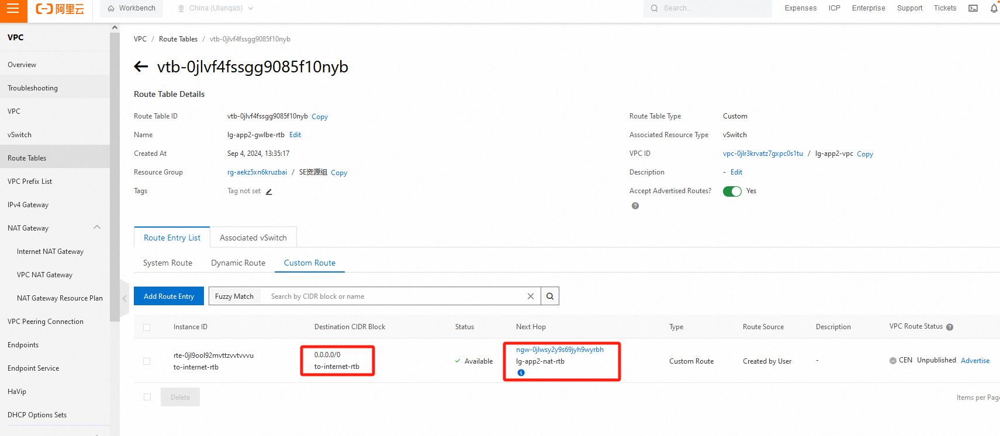 阿里云
Workbench
China (Ulanqab)
Search...
Expenses
ICP
Enterprise
Support
Tickets
VPC
Overview
Troubleshooting
VPC
vSwitch
Route Tables
VPC Prefix List
IPv4 Gateway
NAT Gateway
Internet NAT Gateway
VPC NAT Gateway
NAT Gateway Resource Plan
VPC Peering Connection
Endpoints
Endpoint Service
HaVip
DHCP Options Sets
VPC / Route Tables / vtb-0jlvf4fssgg9085f10nyb
vtb-0jlvf4fssgg9085f10nyb
Route Table Details
Route Table ID vtb-0jlvf4fssgg9085f10nyb Copy
Route Table Type Custom
Name lg-app2-gwlbe-rtb Edit
Associated Resource Type vSwitch
Created At Sep 4, 2024, 13:35:17
VPC ID vpc-0jlr3krvatz7gxpc0s1tu / lg-app2-vpc Copy
Resource Group rg-aekz5xn6kruzbai / SE资源组 Copy
Description - Edit
Tags Tag not set
Accept Advertised Routes? Yes
Route Entry List Associated vSwitch
System Route Dynamic Route Custom Route
Add Route Entry Fuzzy Match Search by CIDR block or name
Instance ID Destination CIDR Block Status Next Hop Type Route Source Description VPC Route Status
rte-0jl9ool92mvttzvvtvvvu
to-internet-rtb
0.0.0.0/0
to-internet-rtb
Available
ngw-0jlwsy2y9s69jyh9wyrbh
lg-app2-nat-rtb
Custom Route
Created by User
-
CEN Unpublished Advertise
Delete
Items per Pag